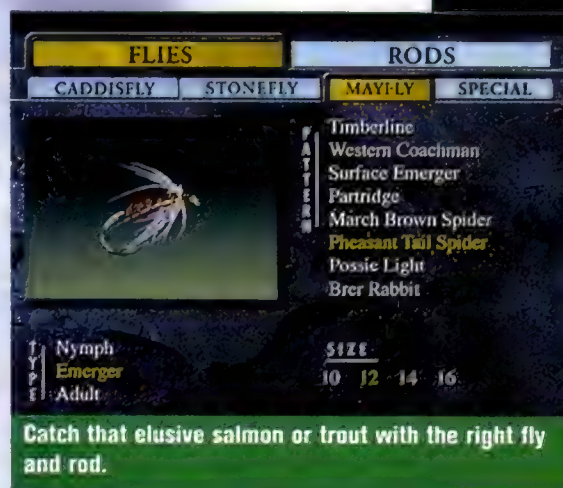 FLIES RODS
CADDISFLY STONEFLY MAYFLY SPECIAL
PATTERN
Timberline
Western Coachman
Surface Emerger
Partridge
March Brown Spider
Pheasant Tail Spider
Possie Light
Brer Rabbit
TYPE
Nymph
Emerger
Adult
SIZE
10 12 14 16
Catch that elusive salmon or trout with the right fly
and rod.